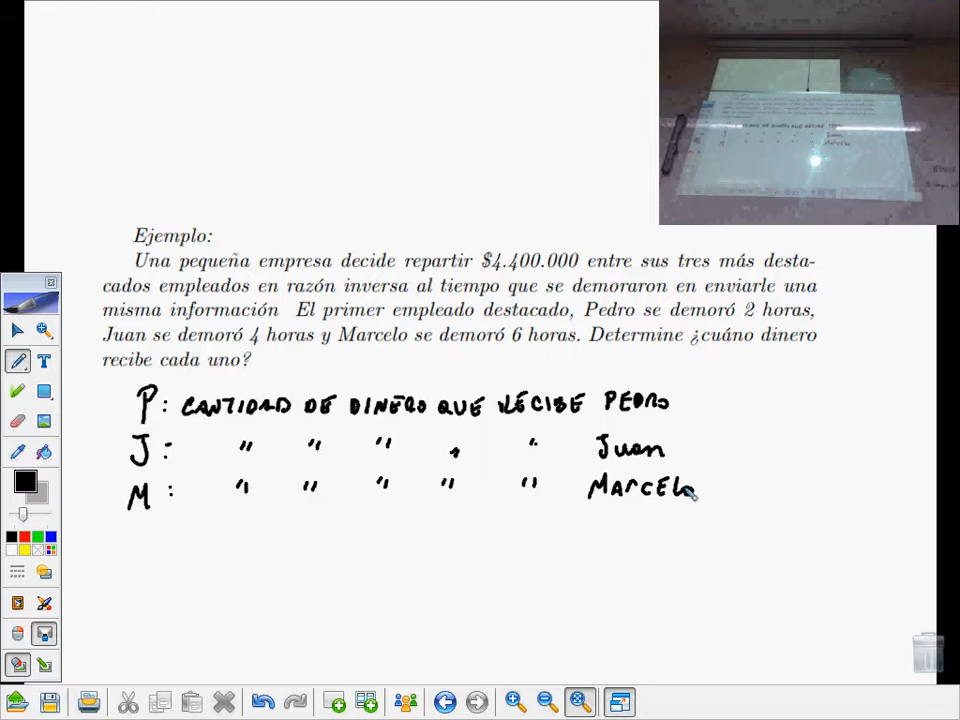 Ejemplo:
Una pequeña empresa decide repartir $4.400.000 entre sus tres más desta-
cados empleados en razón inversa al tiempo que se demoraron en enviarle una
misma información El primer empleado destacado, Pedro se demoró 2 horas,
Juan se demoró 4 horas y Marcelo se demoró 6 horas. Determine ¿cuáno dinero
recibe cada uno?
P: CANTIDAD DE DINERO QUE RECIBE PEDRO
J: " " " " " Juan
M: " " " " " MARCELO